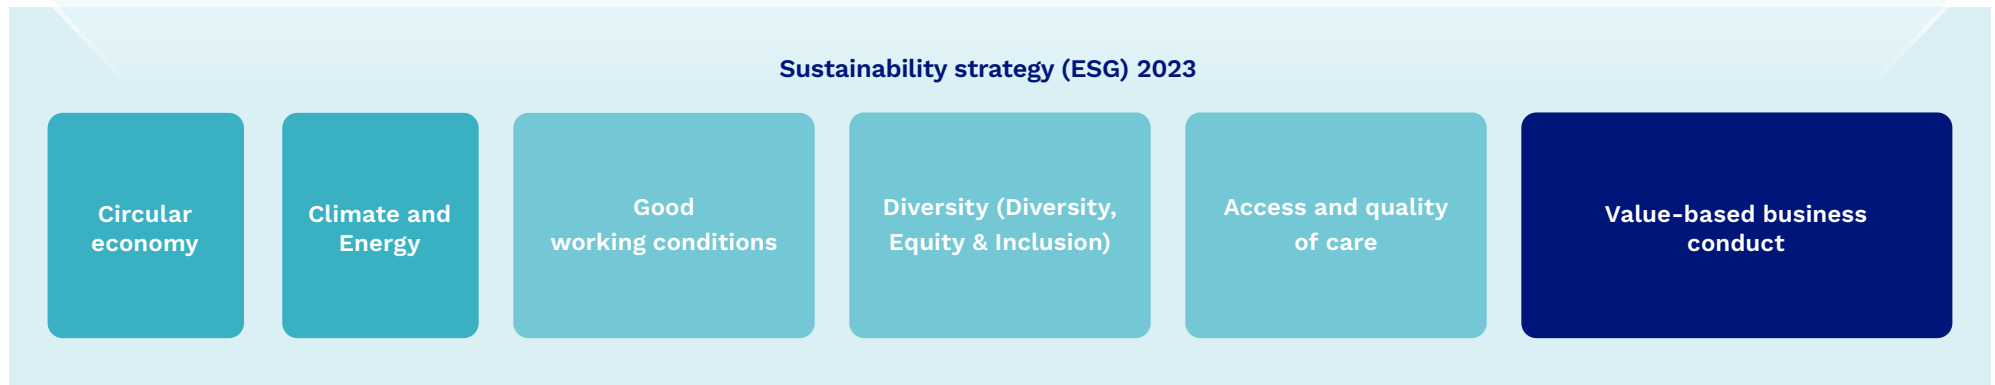 Sustainability strategy (ESG) 2023
Circular
economy
Climate and
Energy
Good
working conditions
Diversity (Diversity,
Equity & Inclusion)
Access and quality
of care
Value-based business
conduct